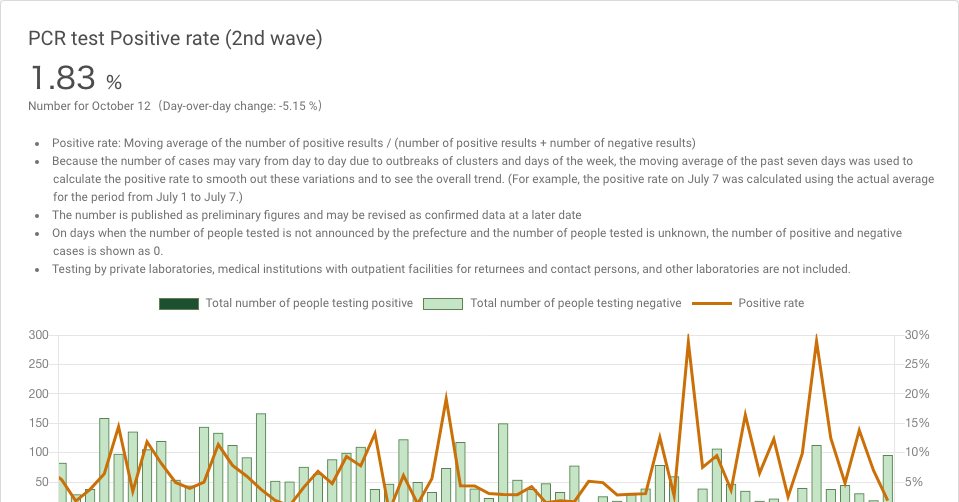 PCR test Positive rate (2nd wave)
1.83 %
Number for October 12 (Day-over-day change: -5.15 %)
• Positive rate: Moving average of the number of positive results / (number of positive results + number of negative results)
• Because the number of cases may vary from day to day due to outbreaks of clusters and days of the week, the moving average of the past seven days was used to
calculate the positive rate to smooth out these variations and to see the overall trend. (For example, the positive rate on July 7 was calculated using the actual average
for the period from July 1 to July 7.)
• The number is published as preliminary figures and may be revised as confirmed data at a later date
• On days when the number of people tested is not announced by the prefecture and the number of people tested is unknown, the number of positive and negative
cases is shown as 0.
• Testing by private laboratories, medical institutions with outpatient facilities for returnees and contact persons, and other laboratories are not included.
Total number of people testing positive Total number of people testing negative Positive rate
300 30%
250 25%
200 20%
150 15%
100 10%
50 5%